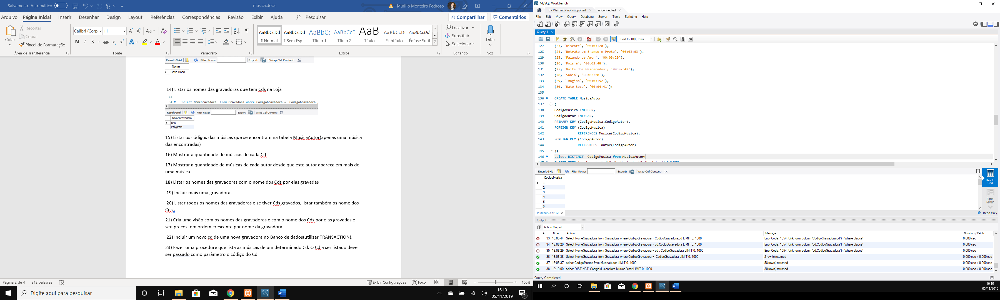 Salvamento Automático
musica.docx
Murillo Monteiro Pedroso
Arquivo Página Inicial Inserir Desenhar Design Layout Referências Correspondências Revisão Exibir Ajuda Pesquisar
Compartilhar Comentários
Colar
Recortar
Copiar
Pincel de Formatação
Área de Transferência
Calibri (Corp 11
Fonte
Parágrafo
AaBbCcDd AaBbCcDd AaBbC AaBbCcE AaB AaBbCcD AaBbCcDd
¶ Normal ¶ Sem Esp... Título 1 Título 2 Título Subtítulo Ênfase Sutil
Estilos
Localizar
Substituir
Selecionar
Editando
Ditar
Voz
Result Grid Filter Rows: Export: Wrap Cell Content:
Nome
Bate-Boca
14) Listar os nomes das gravadoras que tem Cds na Loja
33
34 Select NomeGravadora from Gravadora where CodigoGravadora = CodigoGravadora ;
Result Grid Filter Rows: Export: Wrap Cell Content:
NomeGravadora
EMI
Polygram
15) Listar os códigos das músicas que se encontram na tabela MusicaAutor(apenas uma música
das encontradas)
16) Mostrar a quantidade de músicas de cada Cd
17) Mostrar a quantidade de músicas de cada autor desde que este autor apareça em mais de
uma música
18) Listar os nomes das gravadoras com o nome dos Cds por elas gravadas
19) Incluir mais uma gravadora.
20) Listar todos os nomes das gravadoras e se tiver Cds gravados, listar também os nome dos
Cds .
21) Cria uma visão com os nomes das gravadoras e com o nome dos Cds por elas gravadas e
seu preços, em ordem crescente por nome da gravadora.
22) Incluir um novo cd de uma nova gravadora no Banco de dados(utilizar TRANSACTION).
23) Fazer uma procedure que lista as músicas de um determinado Cd. O Cd a ser listado deve
ser passado como parâmetro o código do Cd.
Página 2 de 4 312 palavras
Exibir Configurações Foco 100%
Digite aqui para pesquisar
16:10
05/11/2019
2
MySQL Workbench
d - Warning - not supported unconnected
File Edit View Query Database Server Tools Scripting Help
Query 1
Limit to 1000 rows
127 (23, 'Biscate', '00:03:20'),
128 (24, 'Retrato em Branco e Preto', '00:03:03'),
129 (25, 'Falando de Amor', '00:03:20'),
130 (26, 'Pois é', '00:02:48'),
131 (27, 'Noite dos Mascarados', '00:02:42'),
132 (28, 'Sabiá', '00:03:20'),
133 (29, 'Imagina', '00:03:52'),
134 (30, 'Bate-Boca', '00:04:41');
135
136 CREATE TABLE MusicaAutor
137 (
138 CodigoMusica INTEGER,
139 CodigoAutor INTEGER,
140 PRIMARY KEY (CodigoMusica,CodigoAutor),
141 FOREIGN KEY (CodigoMusica)
142 REFERENCES Musica(CodigoMusica),
143 FOREIGN KEY (CodigoAutor)
144 REFERENCES autor(CodigoAutor)
145 );
146 select DISTINCT CodigoMusica from MusicaAutor;
Result Grid Filter Rows: Export: Wrap Cell Content:
CodigoMusica
1
2
3
4
5
6
Result Grid
Form Editor
MusicaAutor 12
Read Only
Output
Action Output
# Time Action Message Duration / Fetch
33 16:05:44 Select NomeGravadora from Gravadora where CodigoGravadora = CodigoGravadora.cd LIMIT 0, 1000 Error Code: 1054. Unknown column 'CodigoGravadora.cd' in 'where clause' 0.000 sec
34 16:06:20 Select NomeGravadora from Gravadora where CodigoGravadora = cd.CodigoGravadora LIMIT 0, 1000 Error Code: 1054. Unknown column 'cd.CodigoGravadora' in 'where clause' 0.000 sec
35 16:06:29 Select NomeGravadora from Gravadora where CodigoGravadora = cd . CodigoGravadora LIMIT 0, 1000 Error Code: 1054. Unknown column 'cd.CodigoGravadora' in 'where clause' 0.000 sec
36 16:06:36 Select NomeGravadora from Gravadora where CodigoGravadora = CodigoGravadora LIMIT 0, 1000 2 row(s) returned 0.000 sec / 0.000 sec
37 16:08:37 select CodigoMusica from MusicaAutor LIMIT 0, 1000 58 row(s) returned 0.000 sec / 0.000 sec
38 16:10:00 select DISTINCT CodigoMusica from MusicaAutor LIMIT 0, 1000 30 row(s) returned 0.000 sec / 0.000 sec
Query Completed
16:10
05/11/2019